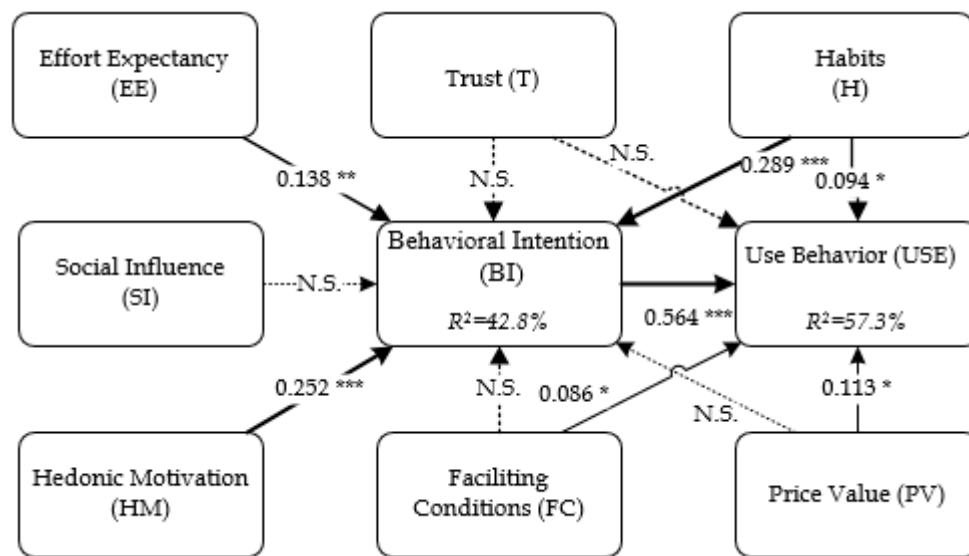 Effort Expectancy
(EE)
Trust (T)
Habits
(H)
0.138 **
N.S.
N.S.
0.289 ***
0.094 *
Social Influence
(SI)
N.S.
Behavioral Intention
(BI)
R²=42.8%
0.564 ***
Use Behavior (USE)
R²=57.3%
0.252 ***
N.S.
0.086 *
N.S.
0.113 *
Hedonic Motivation
(HM)
Faciliting
Conditions (FC)
Price Value (PV)